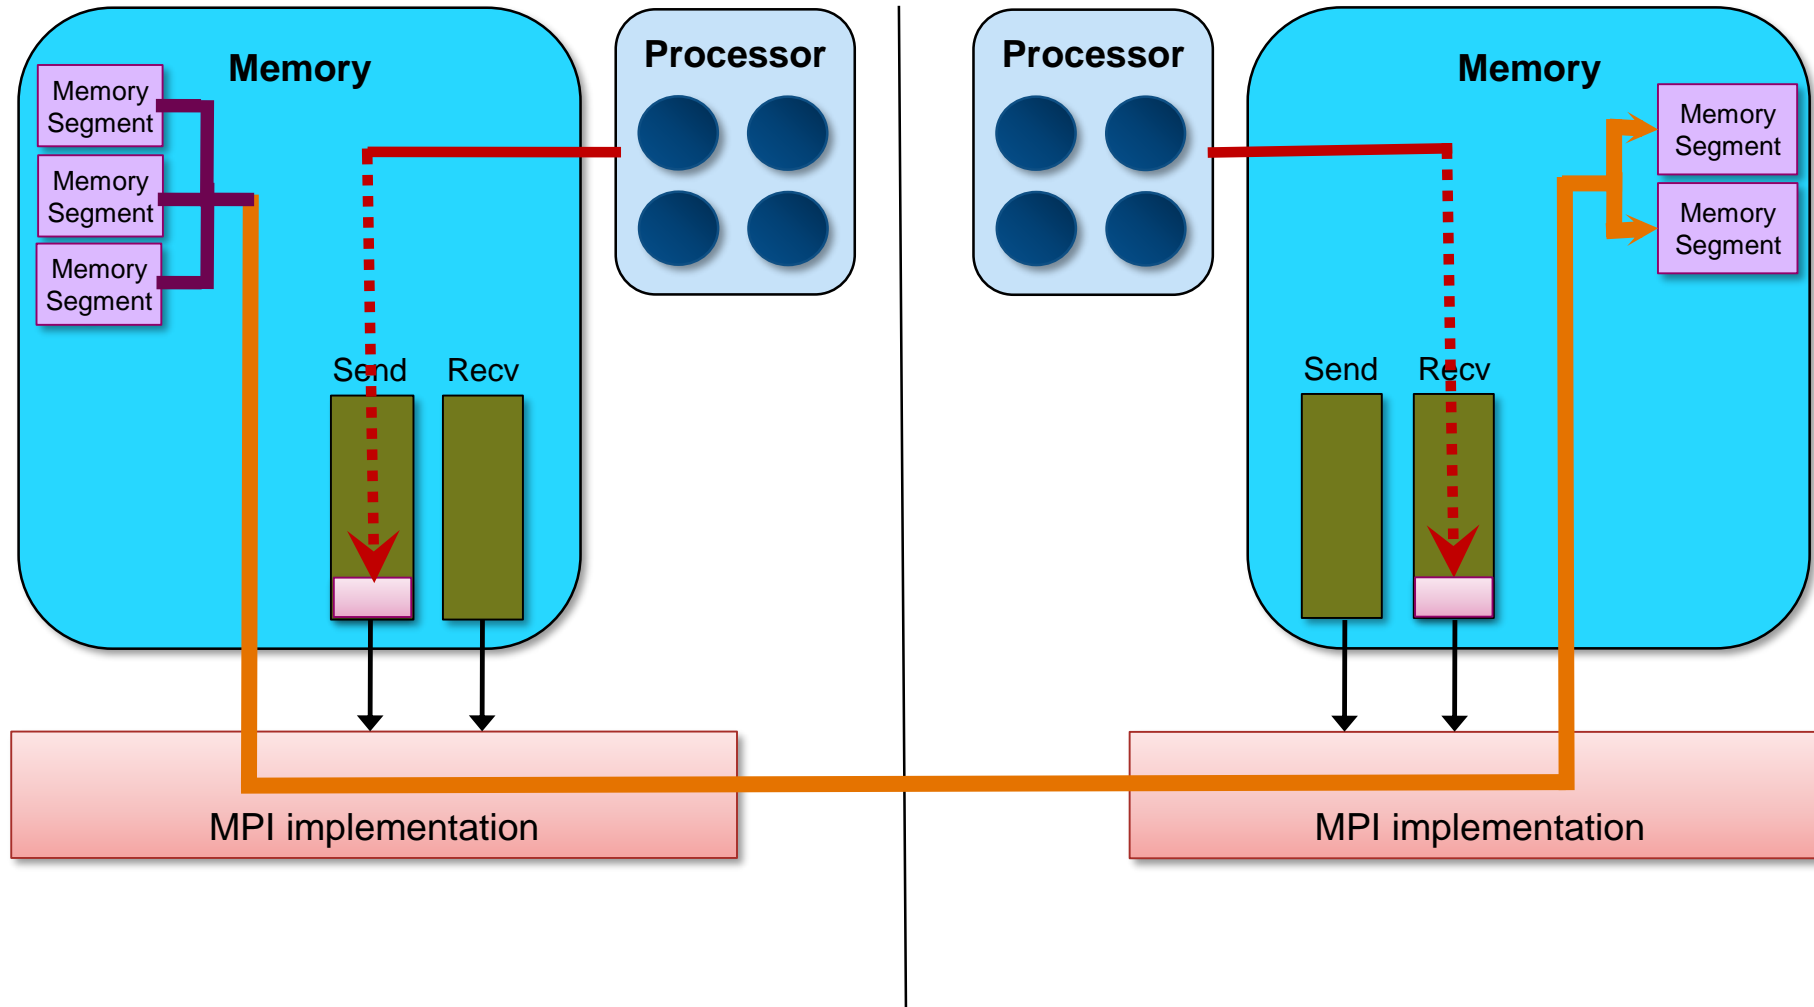 Memory
Memory
Segment
Memory
Segment
Memory
Segment
Processor
Send
Recv
MPI implementation
Processor
Memory
Memory
Segment
Memory
Segment
Send
Recv
MPI implementation